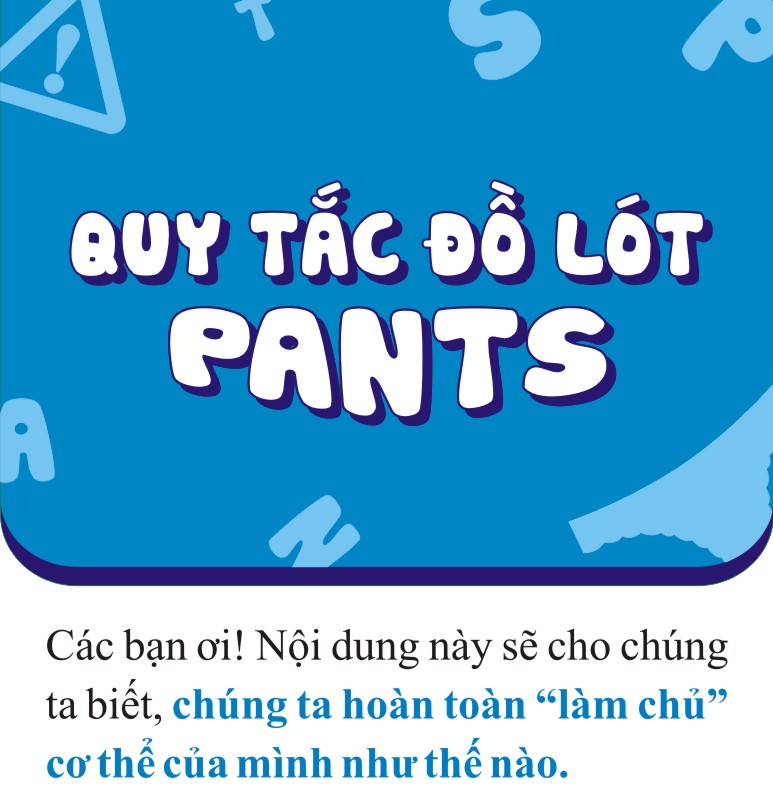 T
S
P
!
QUY TẮC ĐỒ LÓT
PANTS
A
N
Các bạn ơi! Nội dung này sẽ cho chúng
ta biết, chúng ta hoàn toàn “làm chủ”
cơ thể của mình như thế nào.